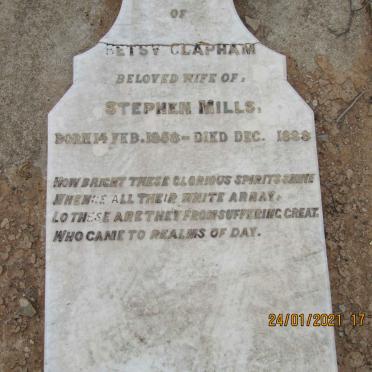 OF
BETSY CLAPHAM
BELOVED WIFE OF,
STEPHEN MILLS,
BORN 14 FEB. 1858 – DIED DEC. 1888
HOW BRIGHT THESE GLORIOUS SPIRITS SHINE
WHENCE ALL THEIR WHITE ARRAY,
LO THESE ARE THEY FROM SUFFERING GREAT,
WHO CAME TO REALMS OF DAY.
24/01/2021 17